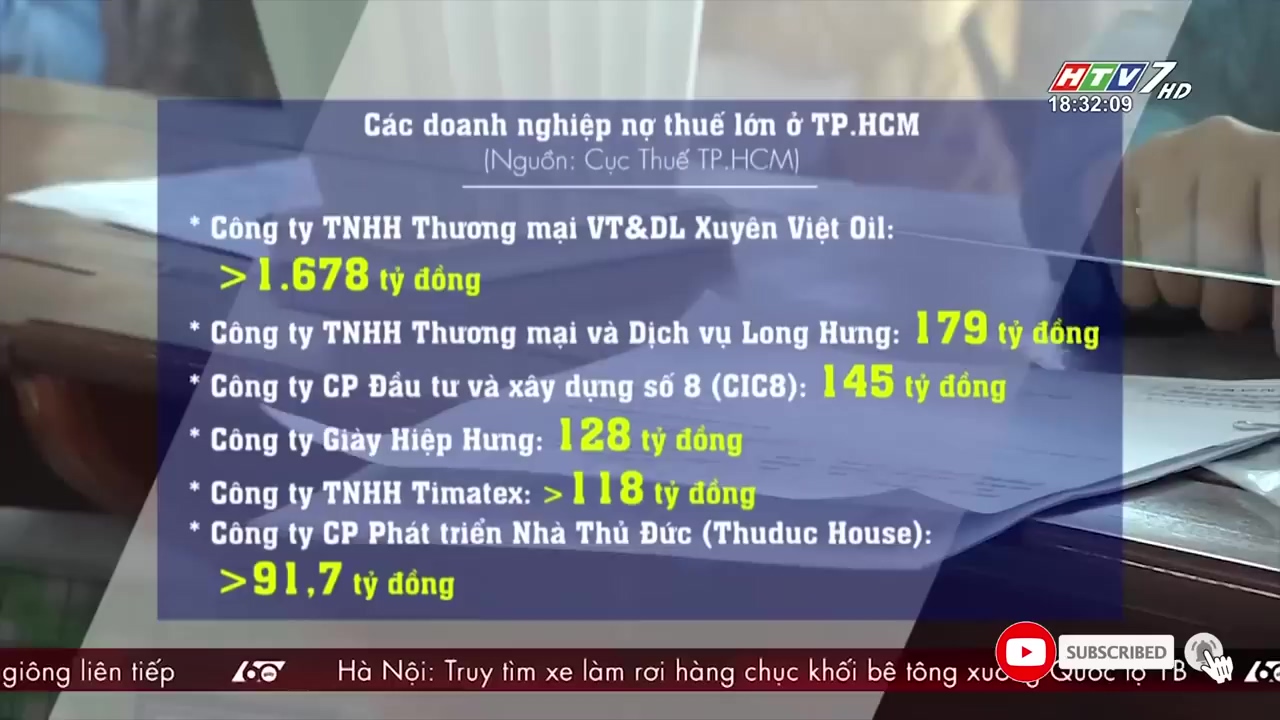 HTV7 HD
18:32:09
Các doanh nghiệp nợ thuế lớn ở TP.HCM
(Nguồn: Cục Thuế TP.HCM)
* Công ty TNHH Thương mại VT&DL Xuyên Việt Oil:
>1.678 tỷ đồng
* Công ty TNHH Thương mại và Dịch vụ Long Hưng: 179 tỷ đồng
* Công ty CP Đầu tư và xây dựng số 8 (CIC8): 145 tỷ đồng
* Công ty Giày Hiệp Hưng: 128 tỷ đồng
* Công ty TNHH Timatex: >118 tỷ đồng
* Công ty CP Phát triển Nhà Thủ Đức (Thuduc House):
>91,7 tỷ đồng
SUBSCRIBED
giông liên tiếp 60 Hà Nội: Truy tìm xe làm rơi hàng chục khối bê tông xuống Quốc lộ 1B